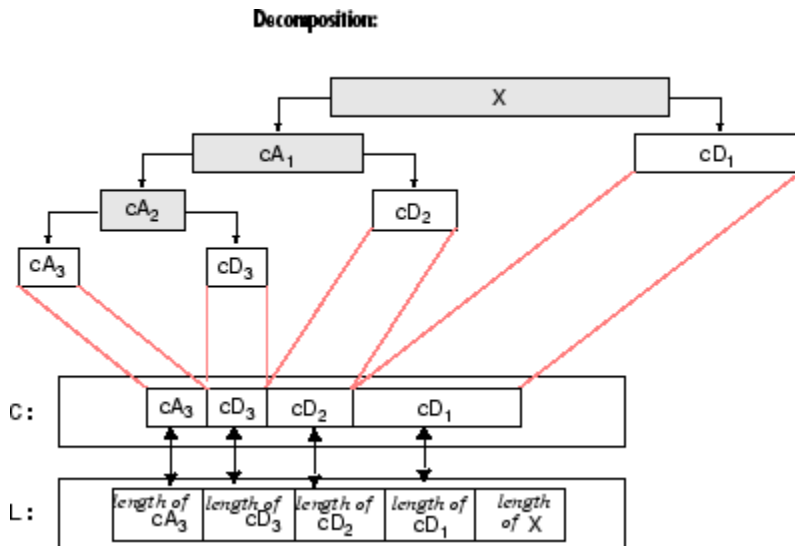 Decomposition:
X
cA₁ cD₁
cA₂ cD₂
cA₃ cD₃
C: cA₃ cD₃ cD₂ cD₁
L: length of cA₃ length of cD₃ length of cD₂ length of cD₁ length of X